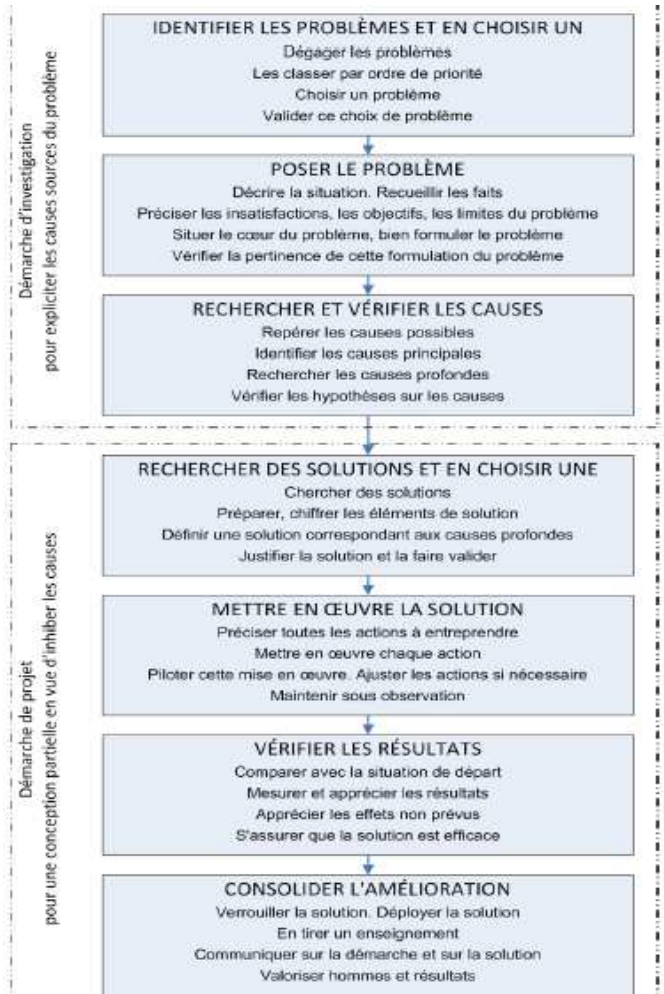 Démarche d'investigation
pour expliciter les causes sources du problème
IDENTIFIER LES PROBLÈMES ET EN CHOISIR UN
Dégager les problèmes
Les classer par ordre de priorité
Choisir un problème
Valider ce choix de problème
POSER LE PROBLÈME
Décrire la situation. Recueillir les faits
Préciser les insatisfactions, les objectifs, les limites du problème
Situer le cœur du problème, bien formuler le problème
Vérifier la pertinence de cette formulation du problème
RECHERCHER ET VÉRIFIER LES CAUSES
Repérer les causes possibles
Identifier les causes principales
Rechercher les causes profondes
Vérifier les hypothèses sur les causes
Démarche de projet
pour une conception partielle en vue d'inhiber les causes
RECHERCHER DES SOLUTIONS ET EN CHOISIR UNE
Chercher des solutions
Préparer, chiffrer les éléments de solution
Définir une solution correspondant aux causes profondes
Justifier la solution et la faire valider
METTRE EN ŒUVRE LA SOLUTION
Préciser toutes les actions à entreprendre
Mettre en œuvre chaque action
Piloter cette mise en œuvre. Ajuster les actions si nécessaire
Maintenir sous observation
VÉRIFIER LES RÉSULTATS
Comparer avec la situation de départ
Mesurer et apprécier les résultats
Apprécier les effets non prévus
S'assurer que la solution est efficace
CONSOLIDER L'AMÉLIORATION
Verrouiller la solution. Déployer la solution
En tirer un enseignement
Communiquer sur la démarche et sur la solution
Valoriser hommes et résultats